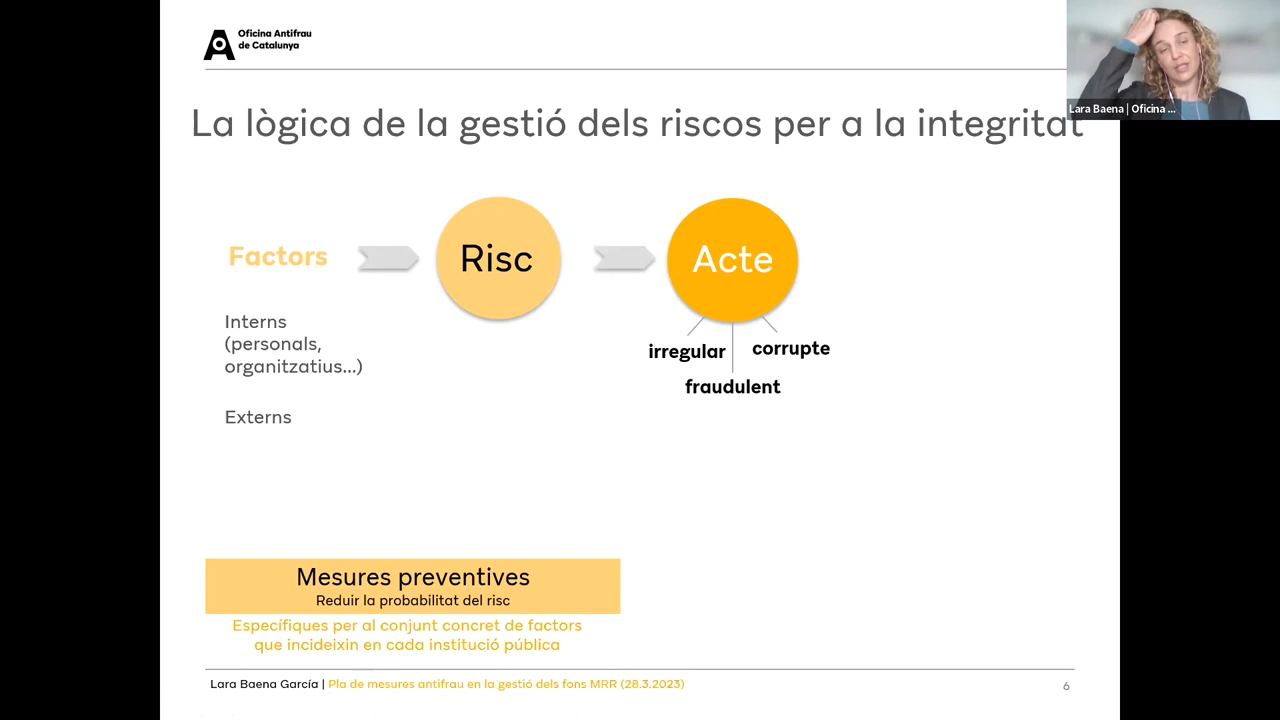 Oficina Antifrau
de Catalunya
Lara Baena | Oficina ...
La lògica de la gestió dels riscos per a la integritat
Factors
Risc
Acte
Interns
(personals,
organitzatius...)
Externs
irregular
corrupte
fraudulent
Mesures preventives
Reduir la probabilitat del risc
Específiques per al conjunt concret de factors
que incideixin en cada institució pública
Lara Baena García | Pla de mesures antifrau en la gestió dels fons MRR (28.3.2023)
6